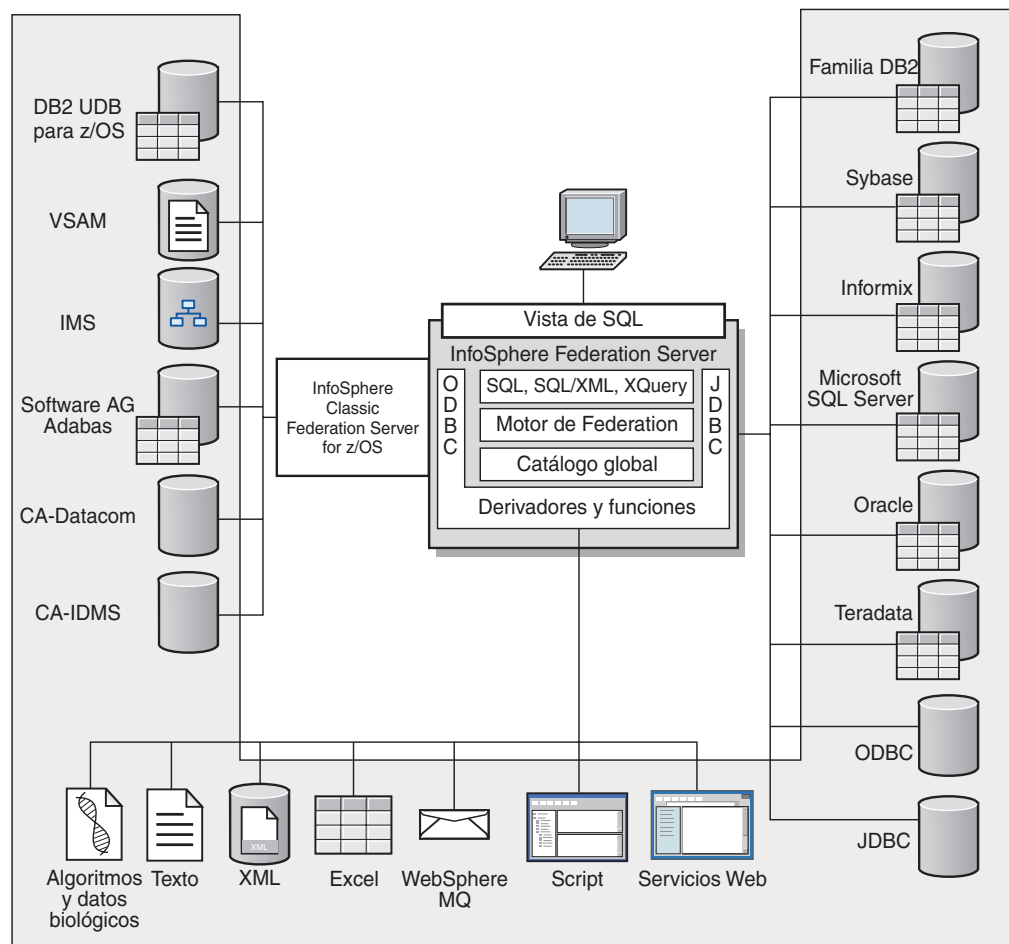 DB2 UDB
para z/OS
VSAM
IMS
Software AG
Adabas
CA-Datacom
CA-IDMS
InfoSphere
Classic
Federation Server
for z/OS
Vista de SQL
InfoSphere Federation Server
O
D
B
C
SQL, SQL/XML, XQuery
Motor de Federation
Catálogo global
J
D
B
C
Derivadores y funciones
Familia DB2
Sybase
Informix
Microsoft
SQL Server
Oracle
Teradata
ODBC
JDBC
Algoritmos
y datos
biológicos
Texto
XML
XML
Excel
WebSphere
MQ
Script
Servicios Web